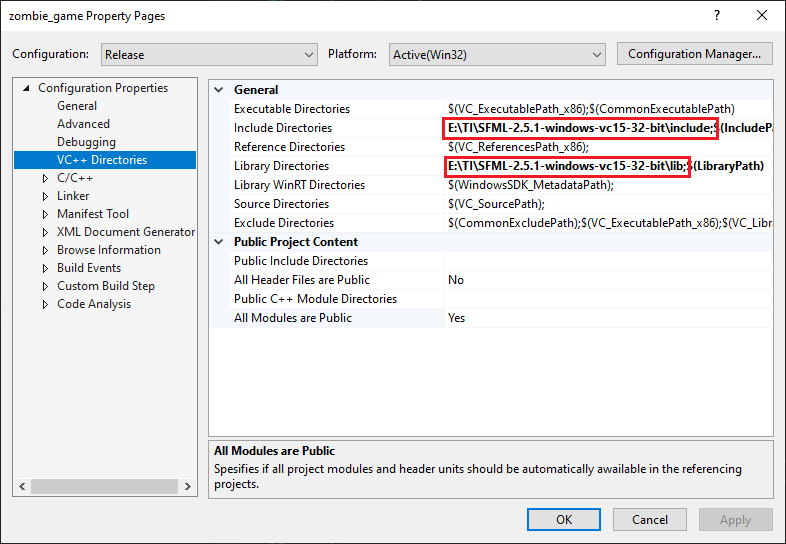 zombie_game Property Pages
Configuration: Release Platform: Active(Win32) Configuration Manager...
Configuration Properties
General
Advanced
Debugging
VC++ Directories
C/C++
Linker
Manifest Tool
XML Document Generator
Browse Information
Build Events
Custom Build Step
Code Analysis
General
Executable Directories $(VC_ExecutablePath_x86);$(CommonExecutablePath)
Include Directories E:\TI\SFML-2.5.1-windows-vc15-32-bit\include;$(IncludeP
Reference Directories $(VC_ReferencesPath_x86);
Library Directories E:\TI\SFML-2.5.1-windows-vc15-32-bit\lib;$(LibraryPath)
Library WinRT Directories $(WindowsSDK_MetadataPath);
Source Directories $(VC_SourcePath);
Exclude Directories $(CommonExcludePath);$(VC_ExecutablePath_x86);$(VC_Libr
Public Project Content
Public Include Directories
All Header Files are Public No
Public C++ Module Directories
All Modules are Public Yes
All Modules are Public
Specifies if all project modules and header units should be automatically available in the referencing
projects.
OK Cancel Apply